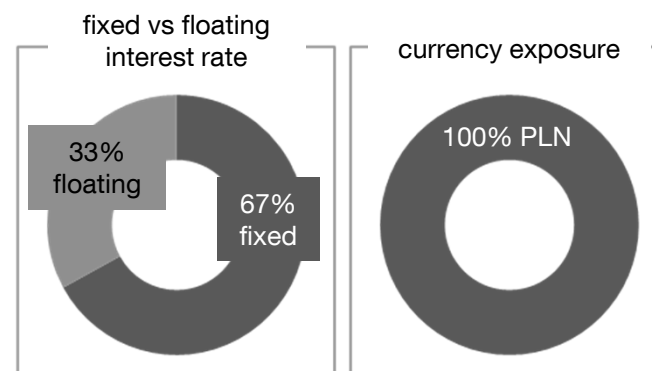 fixed vs floating
interest rate
33%
floating
67%
fixed
currency exposure
100% PLN